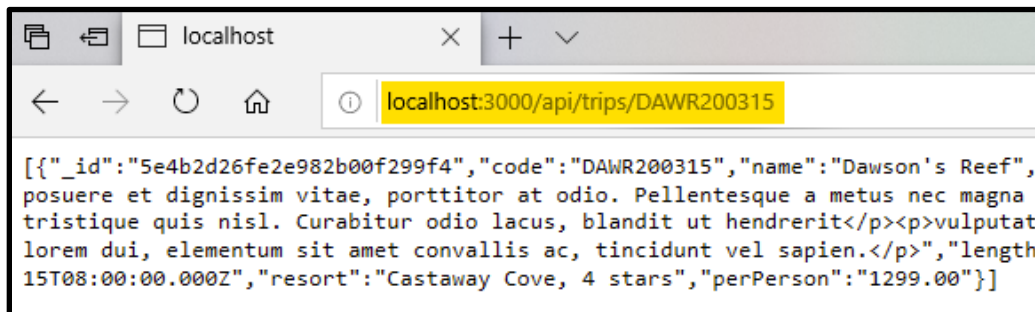 localhost
localhost:3000/api/trips/DAWR200315
[{"_id":"5e4b2d26fe2e982b00f299f4","code":"DAWR200315","name":"Dawson's Reef",
posuere et dignissim vitae, porttitor at odio. Pellentesque a metus nec magna
tristique quis nisl. Curabitur odio lacus, blandit ut hendrerit</p><p>vulputat
lorem dui, elementum sit amet convallis ac, tincidunt vel sapien.</p>","length
15T08:00:00.000Z","resort":"Castaway Cove, 4 stars","perPerson":"1299.00"}]